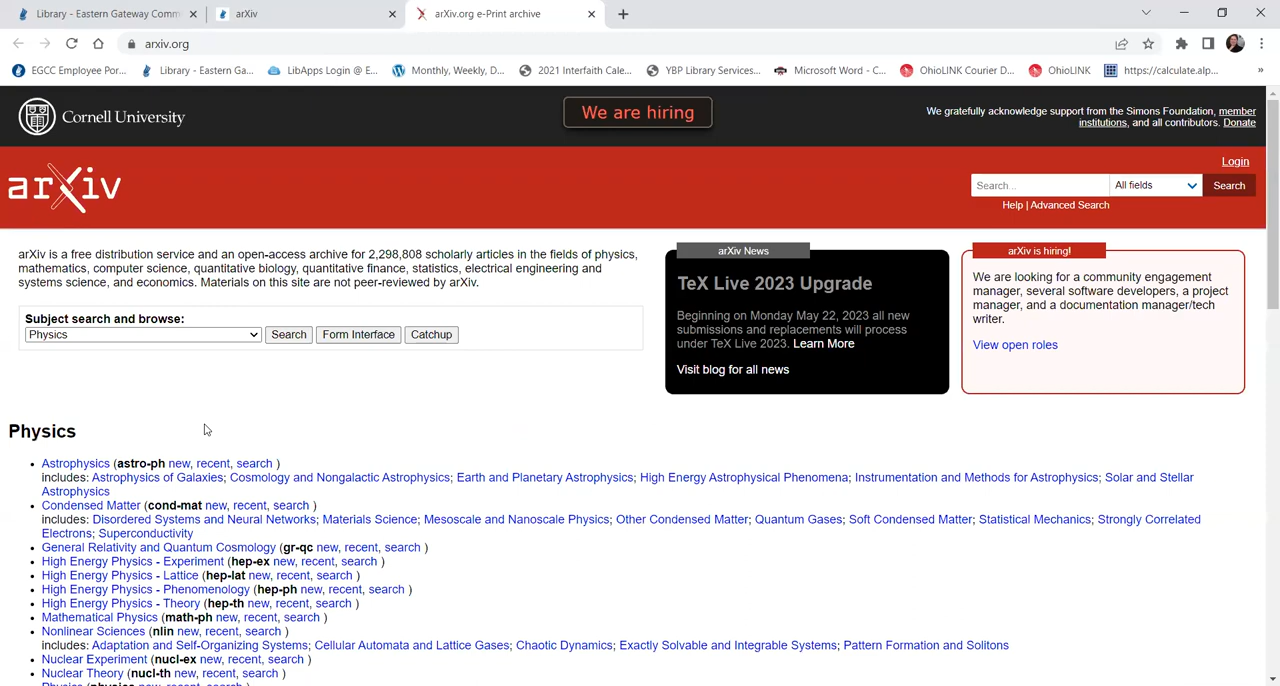 Library - Eastern Gateway Comm
arXiv
arXiv.org e-Print archive
arxiv.org
EGCC Employee Por...
Library - Eastern Ga...
LibApps Login @ E...
Monthly, Weekly, D...
2021 Interfaith Cale...
YBP Library Services...
Microsoft Word - C...
OhioLINK Courier D...
OhioLINK
https://calculate.alp...
»
Cornell University
We are hiring
We gratefully acknowledge support from the Simons Foundation, member
institutions, and all contributors. Donate
arXiv
Login
Search...
All fields
Search
Help | Advanced Search
arXiv is a free distribution service and an open-access archive for 2,298,808 scholarly articles in the fields of physics,
mathematics, computer science, quantitative biology, quantitative finance, statistics, electrical engineering and
systems science, and economics. Materials on this site are not peer-reviewed by arXiv.
Subject search and browse:
Physics
Search
Form Interface
Catchup
arXiv News
TeX Live 2023 Upgrade
Beginning on Monday May 22, 2023 all new
submissions and replacements will process
under TeX Live 2023. Learn More
Visit blog for all news
arXiv is hiring!
We are looking for a community engagement
manager, several software developers, a project
manager, and a documentation manager/tech
writer.
View open roles
Physics
Astrophysics (astro-ph new, recent, search )
includes: Astrophysics of Galaxies; Cosmology and Nongalactic Astrophysics; Earth and Planetary Astrophysics; High Energy Astrophysical Phenomena; Instrumentation and Methods for Astrophysics; Solar and Stellar
Astrophysics
Condensed Matter (cond-mat new, recent, search )
includes: Disordered Systems and Neural Networks; Materials Science; Mesoscale and Nanoscale Physics; Other Condensed Matter; Quantum Gases; Soft Condensed Matter; Statistical Mechanics; Strongly Correlated
Electrons; Superconductivity
General Relativity and Quantum Cosmology (gr-qc new, recent, search )
High Energy Physics - Experiment (hep-ex new, recent, search )
High Energy Physics - Lattice (hep-lat new, recent, search )
High Energy Physics - Phenomenology (hep-ph new, recent, search )
High Energy Physics - Theory (hep-th new, recent, search )
Mathematical Physics (math-ph new, recent, search )
Nonlinear Sciences (nlin new, recent, search )
includes: Adaptation and Self-Organizing Systems; Cellular Automata and Lattice Gases; Chaotic Dynamics; Exactly Solvable and Integrable Systems; Pattern Formation and Solitons
Nuclear Experiment (nucl-ex new, recent, search )
Nuclear Theory (nucl-th new, recent, search )
Physics (physics new, recent, search )